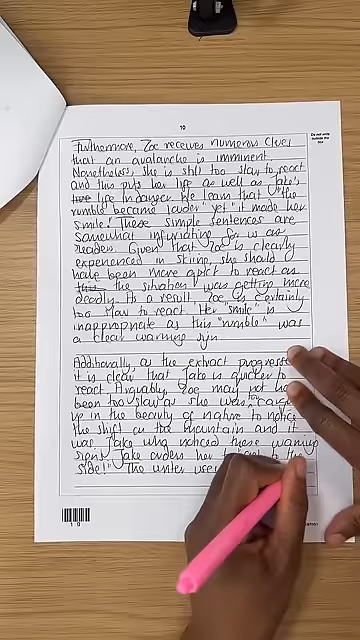 10
Do not write
outside the
box
Furthermore, Zoe receives numerous clues
that an avalanche is imminent.
Nonetheless, she is still too slow to react
and this puts her life as well as Jake's
life in danger. We learn that "the
rumble became louder" yet "it made her
smile". These simple sentences are
somewhat infuriating for us as
readers. Given that Zoe is clearly
experienced in skiing, she should
have been more apt to react as
this the situation was getting more
deadly. As a result, Zoe is certainly
too slow to react. Her "smile" is
inappropriate as this "rumble" was
a clear warning sign
Additionally, as the extract progresses
it is clear that Jake is quicker to
react. Arguably, Zoe may not ha
been too slow as she was "caug
up in the beauty of nature to notice
the shift on the mountain and it
was Jake who noticed these warning
signs. Jake orders her to "get to the
side!" The writer use
10